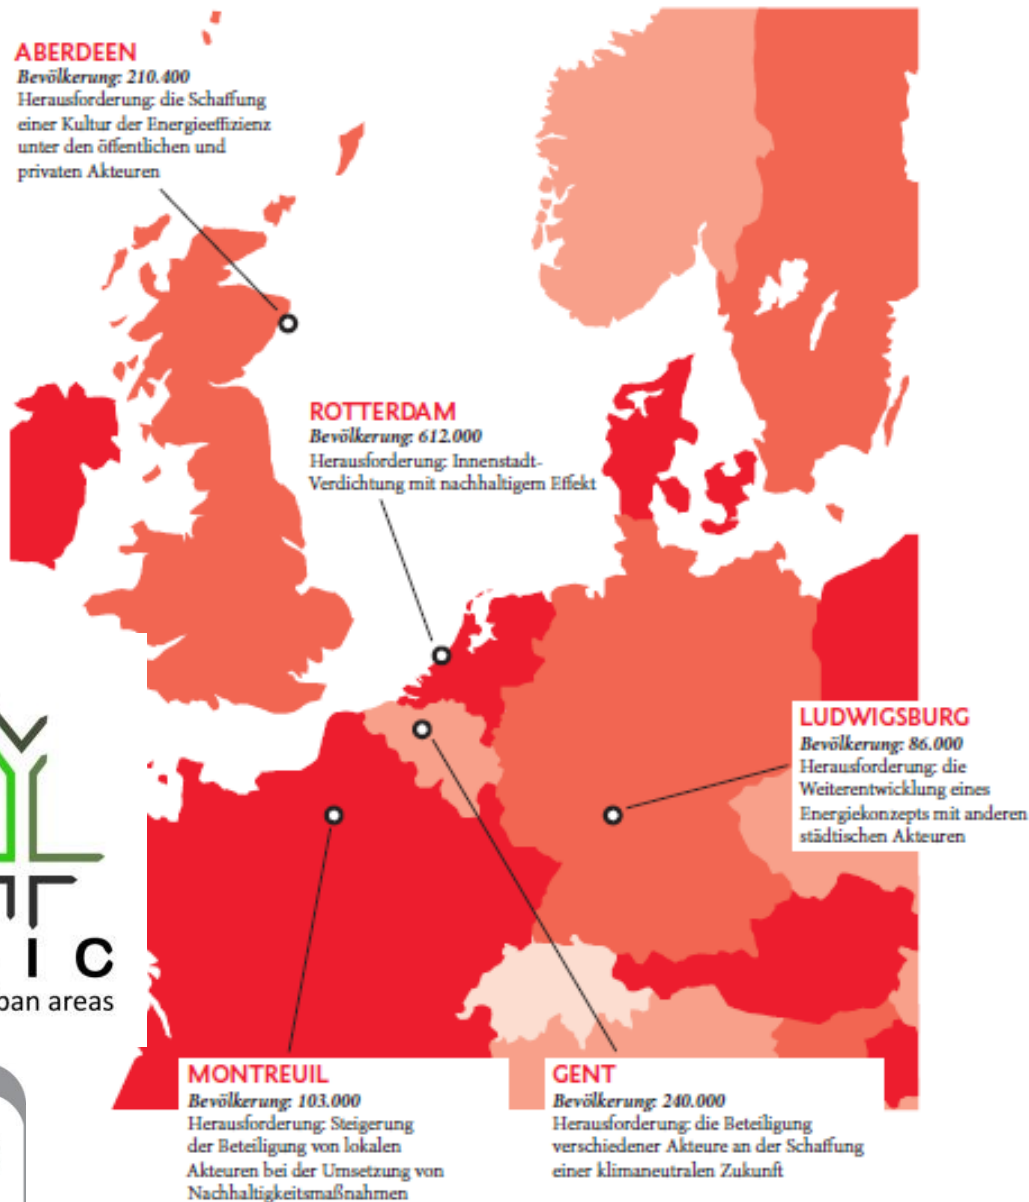 ABERDEEN
Bevölkerung: 210.400
Herausforderung: die Schaffung
einer Kultur der Energieeffizienz
unter den öffentlichen und
privaten Akteuren
ROTTERDAM
Bevölkerung: 612.000
Herausforderung: Innenstadt-
Verdichtung mit nachhaltigem Effekt
LUDWIGSBURG
Bevölkerung: 86.000
Herausforderung: die
Weiterentwicklung eines
Energiekonzepts mit anderen
städtischen Akteuren
I C
ban areas
MONTREUIL
Bevölkerung: 103.000
Herausforderung: Steigerung
der Beteiligung von lokalen
Akteuren bei der Umsetzung von
Nachhaltigkeitsmaßnahmen
GENT
Bevölkerung: 240.000
Herausforderung: die Beteiligung
verschiedener Akteure an der Schaffung
einer klimaneutralen Zukunft